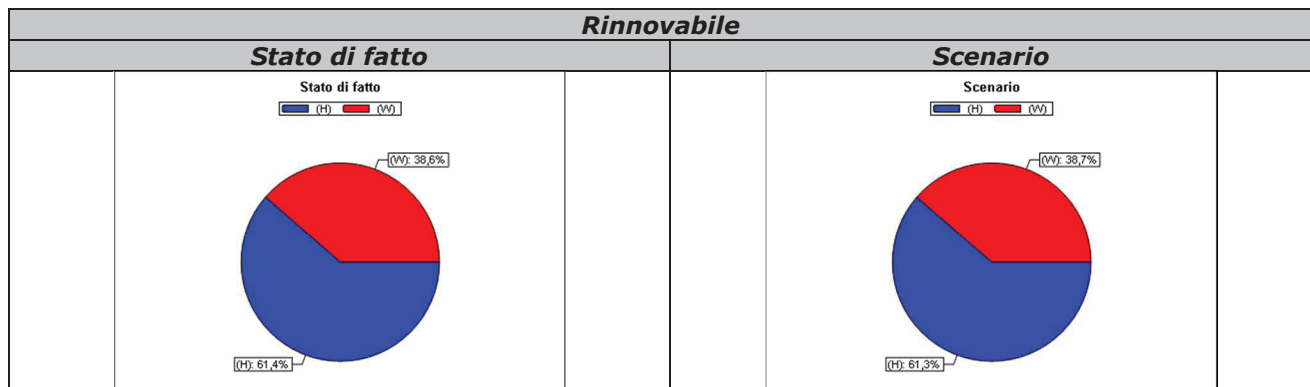 Rinnovabile
Stato di fatto
Scenario
Stato di fatto
(H) (W)
(W): 38,6%
(H): 61,4%
Scenario
(H) (W)
(W): 38,7%
(H): 61,3%